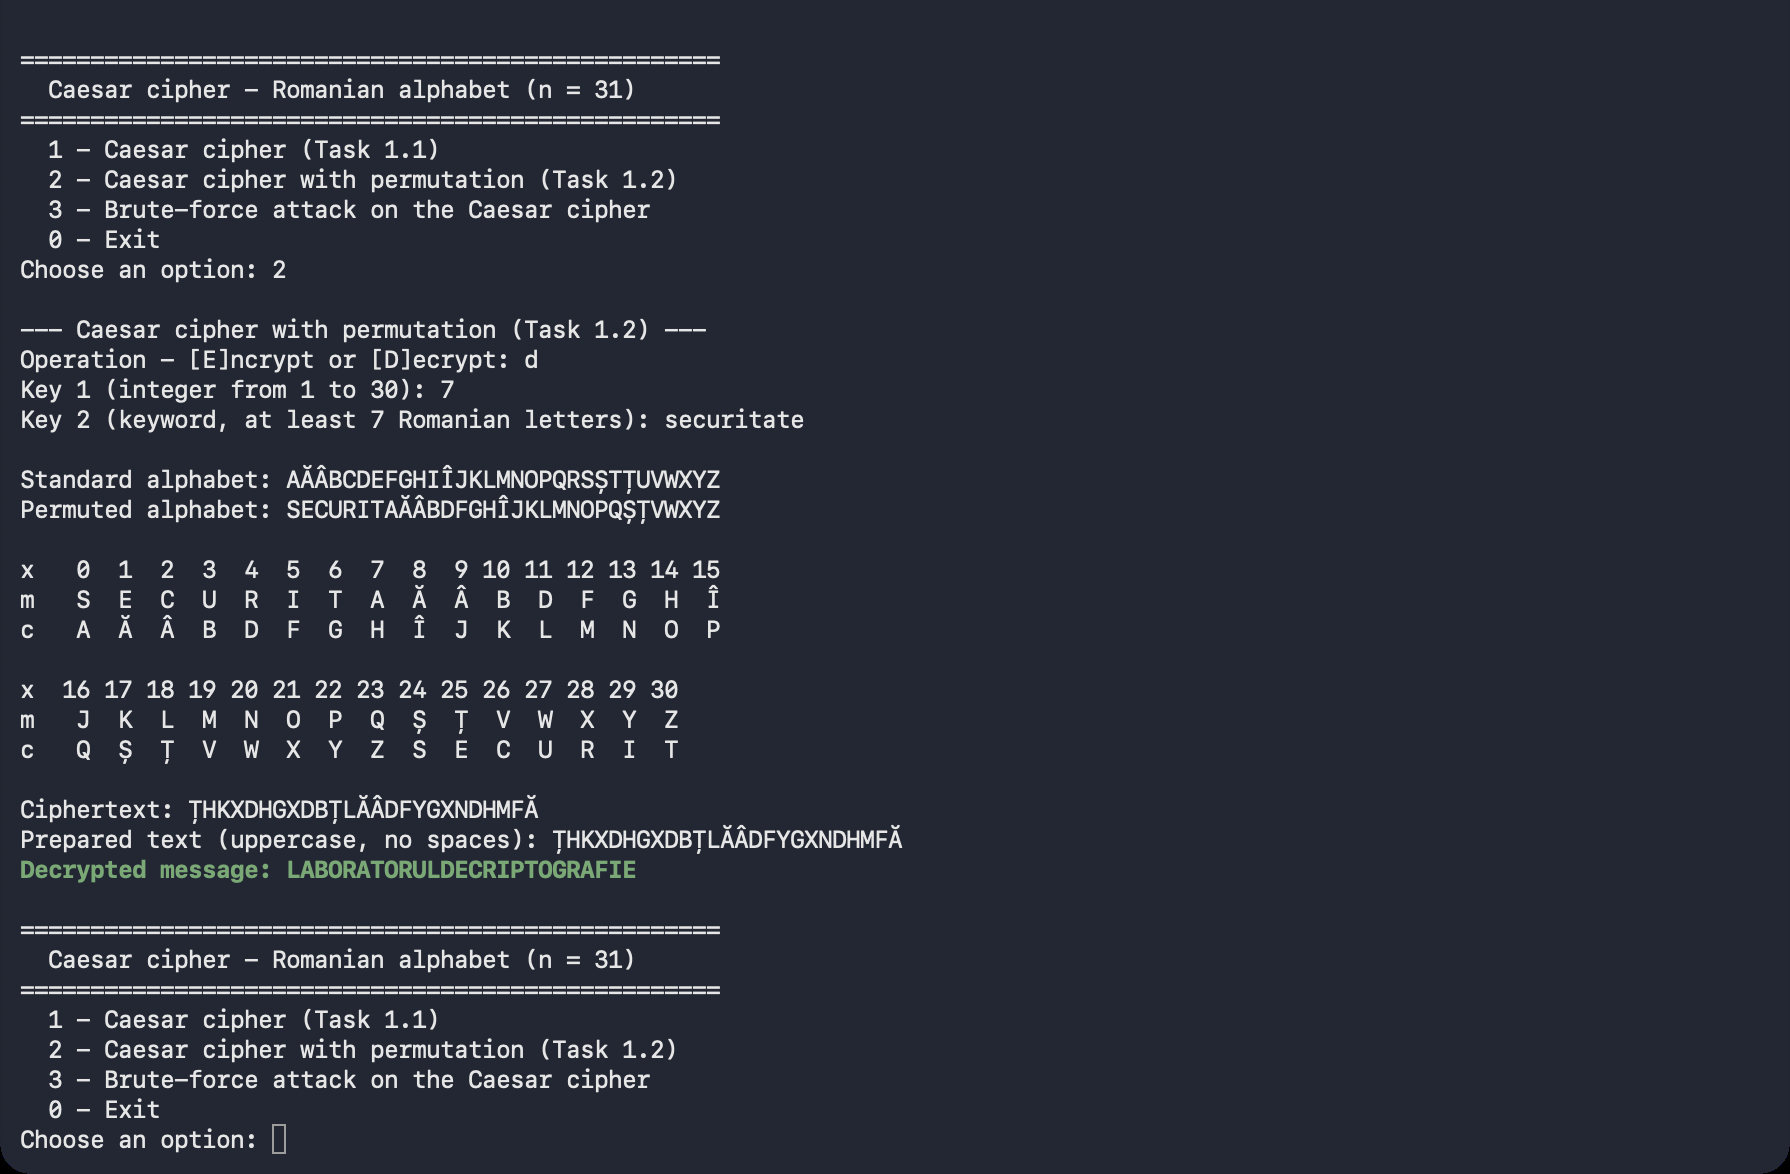 ==================================================
  Caesar cipher – Romanian alphabet (n = 31)
==================================================
  1 – Caesar cipher (Task 1.1)
  2 – Caesar cipher with permutation (Task 1.2)
  3 – Brute-force attack on the Caesar cipher
  0 – Exit
Choose an option: 2

--- Caesar cipher with permutation (Task 1.2) ---
Operation – [E]ncrypt or [D]ecrypt: d
Key 1 (integer from 1 to 30): 7
Key 2 (keyword, at least 7 Romanian letters): securitate

Standard alphabet: AĂÂBCDEFGHIÎJKLMNOPQRSȘTȚUVWXYZ
Permuted alphabet: SECURITAĂÂBDFGHÎJKLMNOPQȘȚVWXYZ

x   0  1  2  3  4  5  6  7  8  9 10 11 12 13 14 15
m   S  E  C  U  R  I  T  A  Ă  Â  B  D  F  G  H  Î
c   A  Ă  Â  B  D  F  G  H  Î  J  K  L  M  N  O  P

x  16 17 18 19 20 21 22 23 24 25 26 27 28 29 30
m   J  K  L  M  N  O  P  Q  Ș  Ț  V  W  X  Y  Z
c   Q  Ș  Ț  V  W  X  Y  Z  S  E  C  U  R  I  T

Ciphertext: ȚHKXDHGXDBȚLĂÂDFYGXNDHMFĂ
Prepared text (uppercase, no spaces): ȚHKXDHGXDBȚLĂÂDFYGXNDHMFĂ
Decrypted message: LABORATORULDECRIPTOGRAFIE

==================================================
  Caesar cipher – Romanian alphabet (n = 31)
==================================================
  1 – Caesar cipher (Task 1.1)
  2 – Caesar cipher with permutation (Task 1.2)
  3 – Brute-force attack on the Caesar cipher
  0 – Exit
Choose an option: